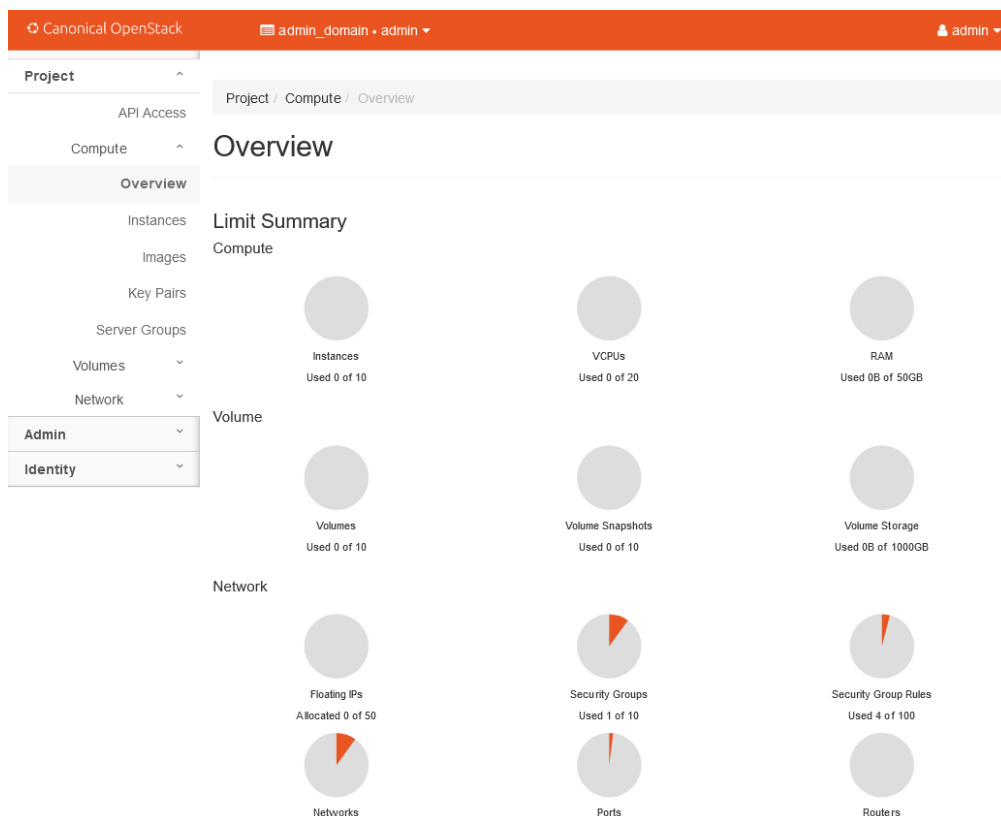 Canonical OpenStack
admin_domain • admin
admin
Project
API Access
Compute
Overview
Instances
Images
Key Pairs
Server Groups
Volumes
Network
Admin
Identity
Project / Compute / Overview
Overview
Limit Summary
Compute
Instances
Used 0 of 10
VCPUs
Used 0 of 20
RAM
Used 0B of 50GB
Volume
Volumes
Used 0 of 10
Volume Snapshots
Used 0 of 10
Volume Storage
Used 0B of 1000GB
Network
Floating IPs
Allocated 0 of 50
Security Groups
Used 1 of 10
Security Group Rules
Used 4 of 100
Networks
Ports
Routers